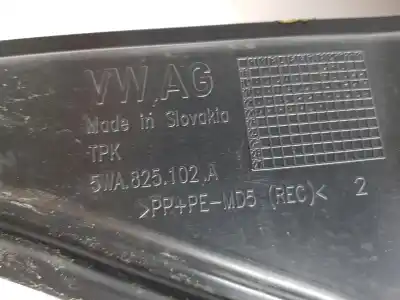 VW AG
Made in Slovakia
TPK
5WA.825.102.A
>PP+PE-MD5 (REC)< 2